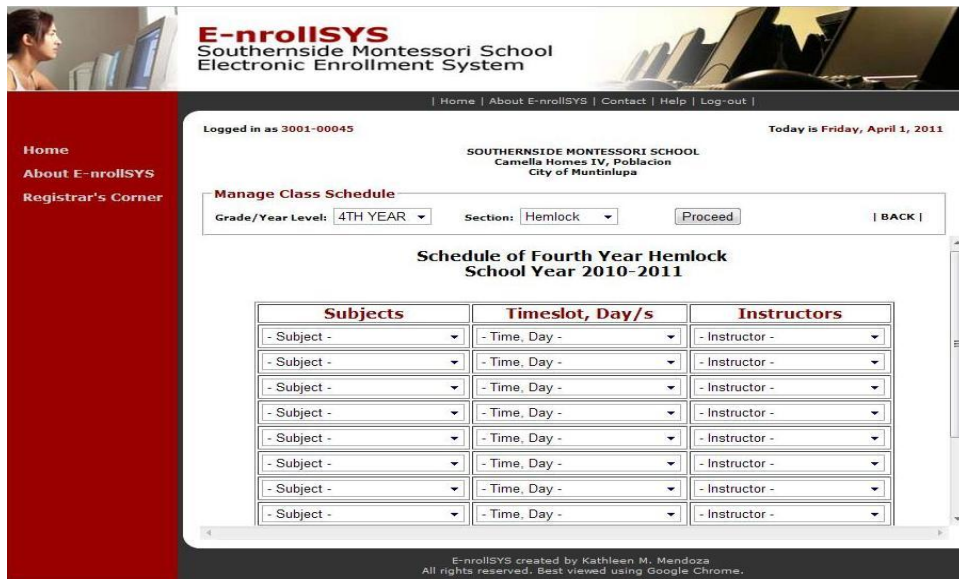 E-nrollSYS
Southernside Montessori School
Electronic Enrollment System
| Home | About E-nrollSYS | Contact | Help | Log-out |
Home
About E-nrollSYS
Registrar's Corner
Logged in as 3001-00045 Today is Friday, April 1, 2011
SOUTHERNSIDE MONTESSORI SCHOOL
Camella Homes IV, Poblacion
City of Muntinlupa
Manage Class Schedule
Grade/Year Level: 4TH YEAR Section: Hemlock Proceed | BACK |
Schedule of Fourth Year Hemlock
School Year 2010-2011
Subjects Timeslot, Day/s Instructors
- Subject - - Time, Day - - Instructor -
- Subject - - Time, Day - - Instructor -
- Subject - - Time, Day - - Instructor -
- Subject - - Time, Day - - Instructor -
- Subject - - Time, Day - - Instructor -
- Subject - - Time, Day - - Instructor -
- Subject - - Time, Day - - Instructor -
- Subject - - Time, Day - - Instructor -
E-nrollSYS created by Kathleen M. Mendoza
All rights reserved. Best viewed using Google Chrome.